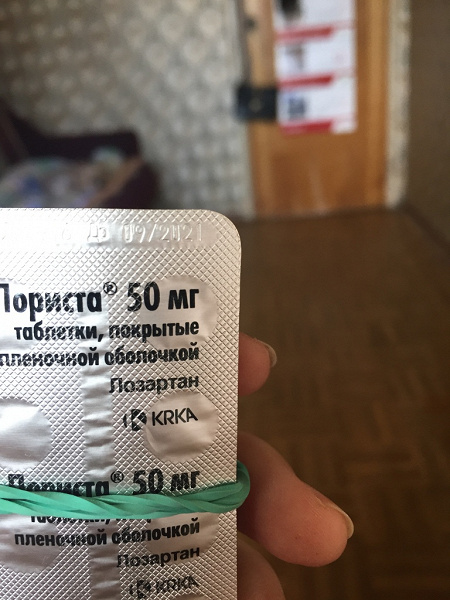 09/2021
Лориста® 50 мг
таблетки, покрытые
пленочной оболочкой
Лозартан
KRKA
Лориста® 50 мг
пленочной оболочкой
Лозартан
KRKA